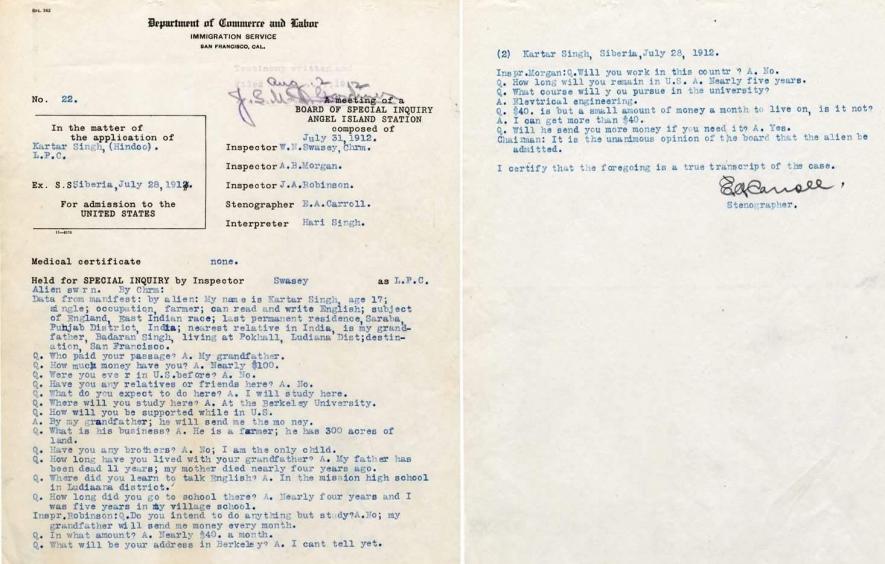 Department of Commerce and Labor
IMMIGRATION SERVICE
SAN FRANCISCO, CAL.
Testimony written and
Aug. 2 12
No. 22.
A meeting of a
BOARD OF SPECIAL INQUIRY
ANGEL ISLAND STATION
composed of
July 31, 1912.
In the matter of
the application of
Kartar Singh, (Hindoo).
L.P.C.
Ex. S.SSiberia,July 28, 1912.
For admission to the
UNITED STATES
11-4578
Inspector W.N.Swasey, Chrm.
Inspector A.B.Morgan.
Inspector J.A.Robinson.
Stenographer E.A.Carroll.
Interpreter Hari Singh.
Medical certificate none.
Held for SPECIAL INQUIRY by Inspector Swasey as L.P.C.
Alien sw rn. By Chrm:
Data from manifest: by alien: My name is Kartar Singh, age 17;
single; occupation, farmer; can read and write English; subject
of England, East Indian race; last permanent residence, Saraba,
Punjab District, India; nearest relative in India, is my grand-
father, Badaran Singh, living at Pokhall, Ludiana Dist;destin-
ation, San Francisco.
Q. Who paid your passage? A. My grandfather.
Q. How much money have you? A. Nearly $100.
Q. Were you eve r in U.S.before? A. No.
Q. Have you any relatives or friends here? A. No.
Q. What do you expect to do here? A. I will study here.
Q. Where will you study here? A. At the Berkeley University.
Q. How will you be supported while in U.S.
A. By my grandfather; he will send me the mo ney.
Q. What is his business? A. He is a farmer; he has 300 acres of
land.
Q. Have you any brothers? A. No; I am the only child.
Q. How long have you lived with your grandfather? A. My father has
been dead 11 years; my mother died nearly four years ago.
Q. Where did you learn to talk English? A. In the mission high school
in Ludiaana district.
Q. How long did you go to school there? A. Nearly four years and I
was five years in my village school.
Inspr.Robinson:Q.Do you intend to do anything but study?A.No; my
grandfather will send me money every month.
Q. In what amount? A. Nearly $40. a month.
Q. What will be your address in Berkeley? A. I cant tell yet.
(2) Kartar Singh, Siberia,July 28, 1912.
Inspr.Morgan:Q.Will you work in this countr ? A. No.
Q. How long will you remain in U.S. A. Nearly five years.
Q. What course will y ou pursue in the university?
A. Elevtrical engineering.
Q. $40. is but a small amount of money a month to live on, is it not?
A. I can get more than $40.
Q. Will he send you more money if you need it? A. Yes.
Chaiman: It is the unanimous opinion of the board that the alien be
admitted.
I certify that the foregoing is a true transcript of the case.
EACarroll.
Stenographer.